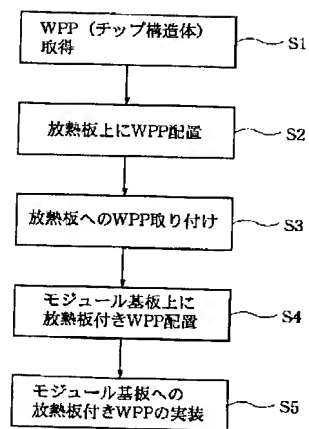 WPP（チップ構造体）
取得
S1
放熱板上にWPP配置
S2
放熱板へのWPP取り付け
S3
モジュール基板上に
放熱板付きWPP配置
S4
モジュール基板への
放熱板付きWPPの実装
S5